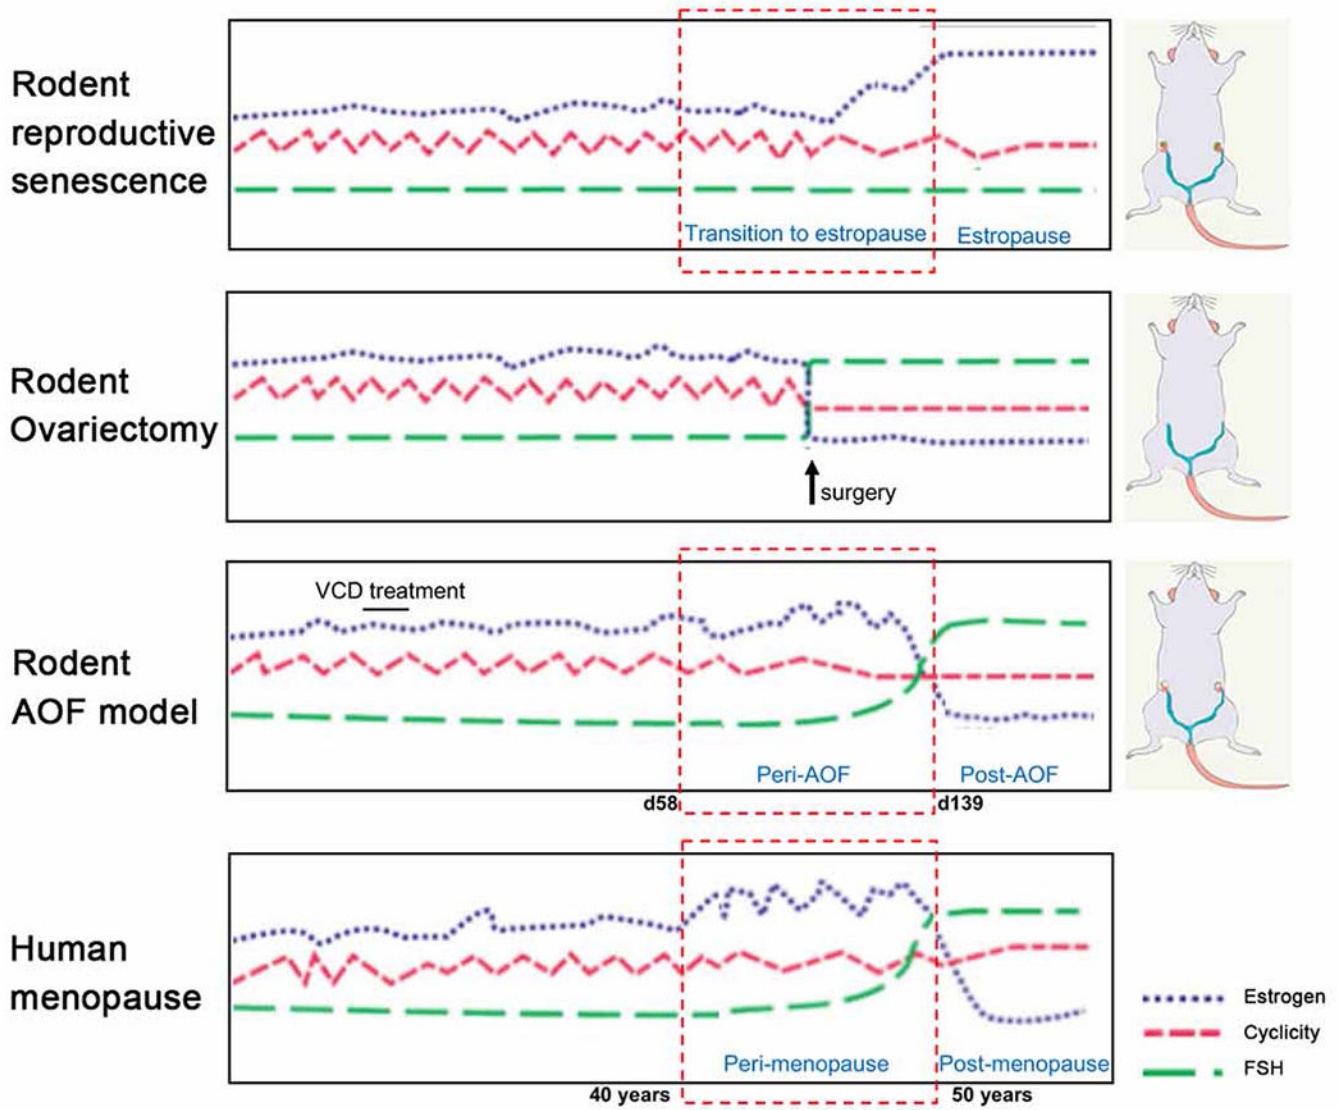 Rodent
reproductive
senescence
Transition to estropause
Estropause
Rodent
Ovariectomy
surgery
Rodent
AOF model
VCD treatment
Peri-AOF
Post-AOF
d58
d139
Human
menopause
Peri-menopause
Post-menopause
40 years
50 years
Estrogen
Cyclicity
FSH